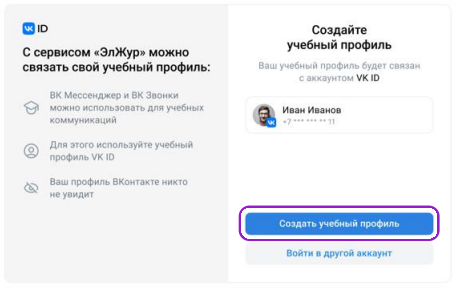 VK ID
С сервисом «ЭлЖур» можно
связать свой учебный профиль:
ВК Мессенджер и ВК Звонки
можно использовать для учебных
коммуникаций
Для этого используйте учебный
профиль VK ID
Ваш профиль ВКонтакте никто
не увидит
Создайте
учебный профиль
Ваш учебный профиль будет связан
с аккаунтом VK ID
Иван Иванов
+7 *** *** ** 11
Создать учебный профиль
Войти в другой аккаунт